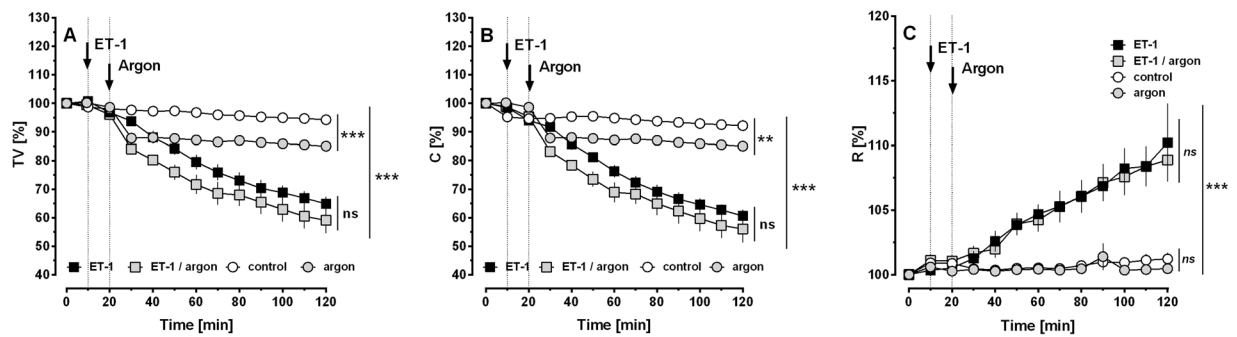 A
ET-1
Argon
TV [%]
130
120
110
100
90
80
70
60
50
40
***
***
ns
ET-1 ET-1 / argon control argon
0 20 40 60 80 100 120
Time [min]
B
ET-1
Argon
C [%]
130
120
110
100
90
80
70
60
50
40
**
***
ns
ET-1 ET-1 / argon control argon
0 20 40 60 80 100 120
Time [min]
C
ET-1
Argon
R [%]
120
115
110
105
100
ET-1
ET-1 / argon
control
argon
ns
***
ns
0 20 40 60 80 100 120
Time [min]